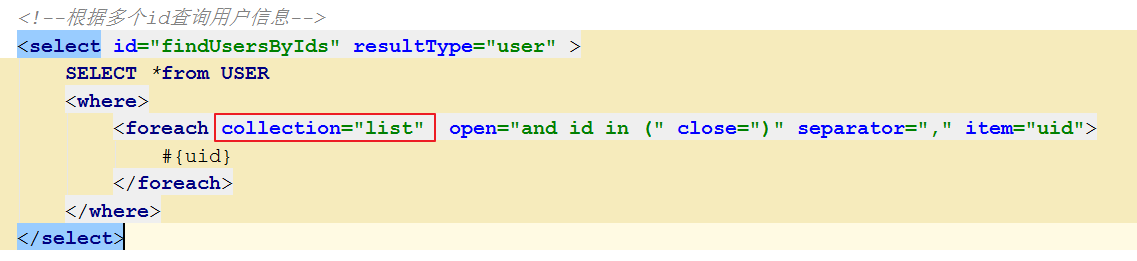 <!--根据多个id查询用户信息-->
<select id="findUsersByIds" resultType="user" >
SELECT *from USER
<where>
<foreach collection="list" open="and id in (" close=")" separator="," item="uid">
#{uid}
</foreach>
</where>
</select>